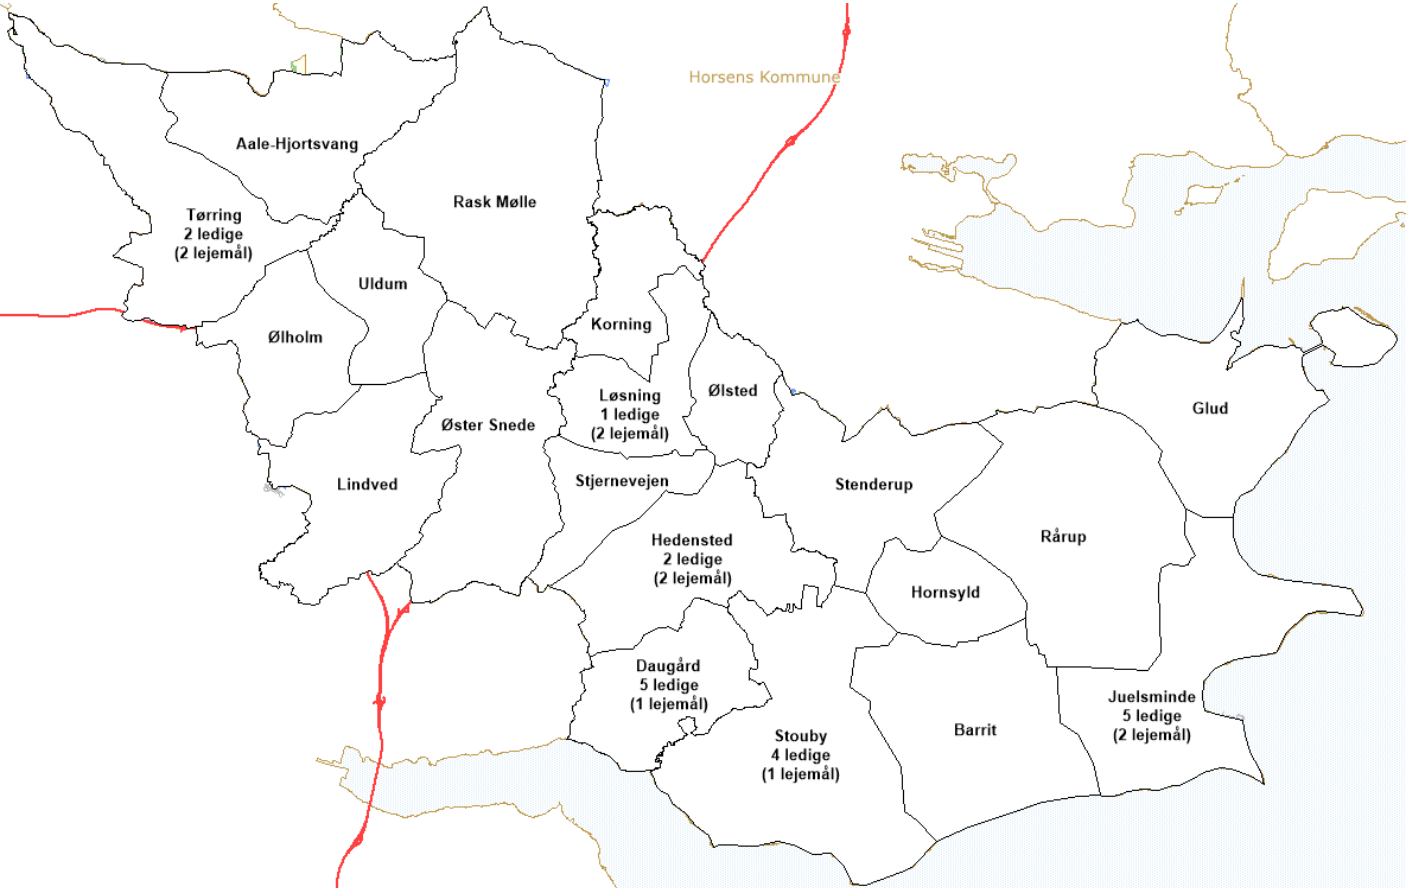 Horsens Kommune
Aale-Hjortsvang
Rask Mølle
Tørring
2 ledige
(2 lejemål)
Uldum
Korning
Ølholm
Løsning
1 ledige
(2 lejemål)
Ølsted
Glud
Øster Snede
Stjernevejen
Lindved
Stenderup
Hedensted
2 ledige
(2 lejemål)
Rårup
Hornsyld
Daugård
5 ledige
(1 lejemål)
Juelsminde
5 ledige
(2 lejemål)
Stouby
4 ledige
(1 lejemål)
Barrit